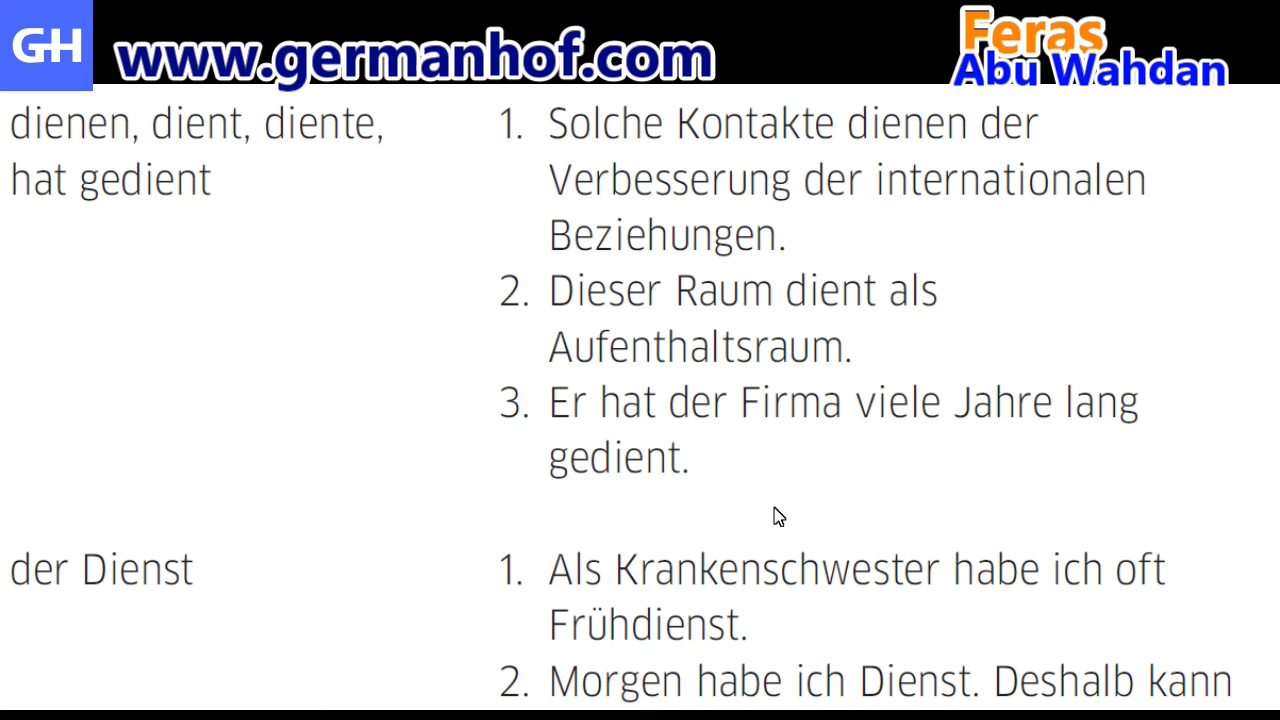 GH
www.germanhof.com
Feras
Abu Wahdan
dienen, dient, diente,
hat gedient
1. Solche Kontakte dienen der
Verbesserung der internationalen
Beziehungen.
2. Dieser Raum dient als
Aufenthaltsraum.
3. Er hat der Firma viele Jahre lang
gedient.
der Dienst
1. Als Krankenschwester habe ich oft
Frühdienst.
2. Morgen habe ich Dienst. Deshalb kann